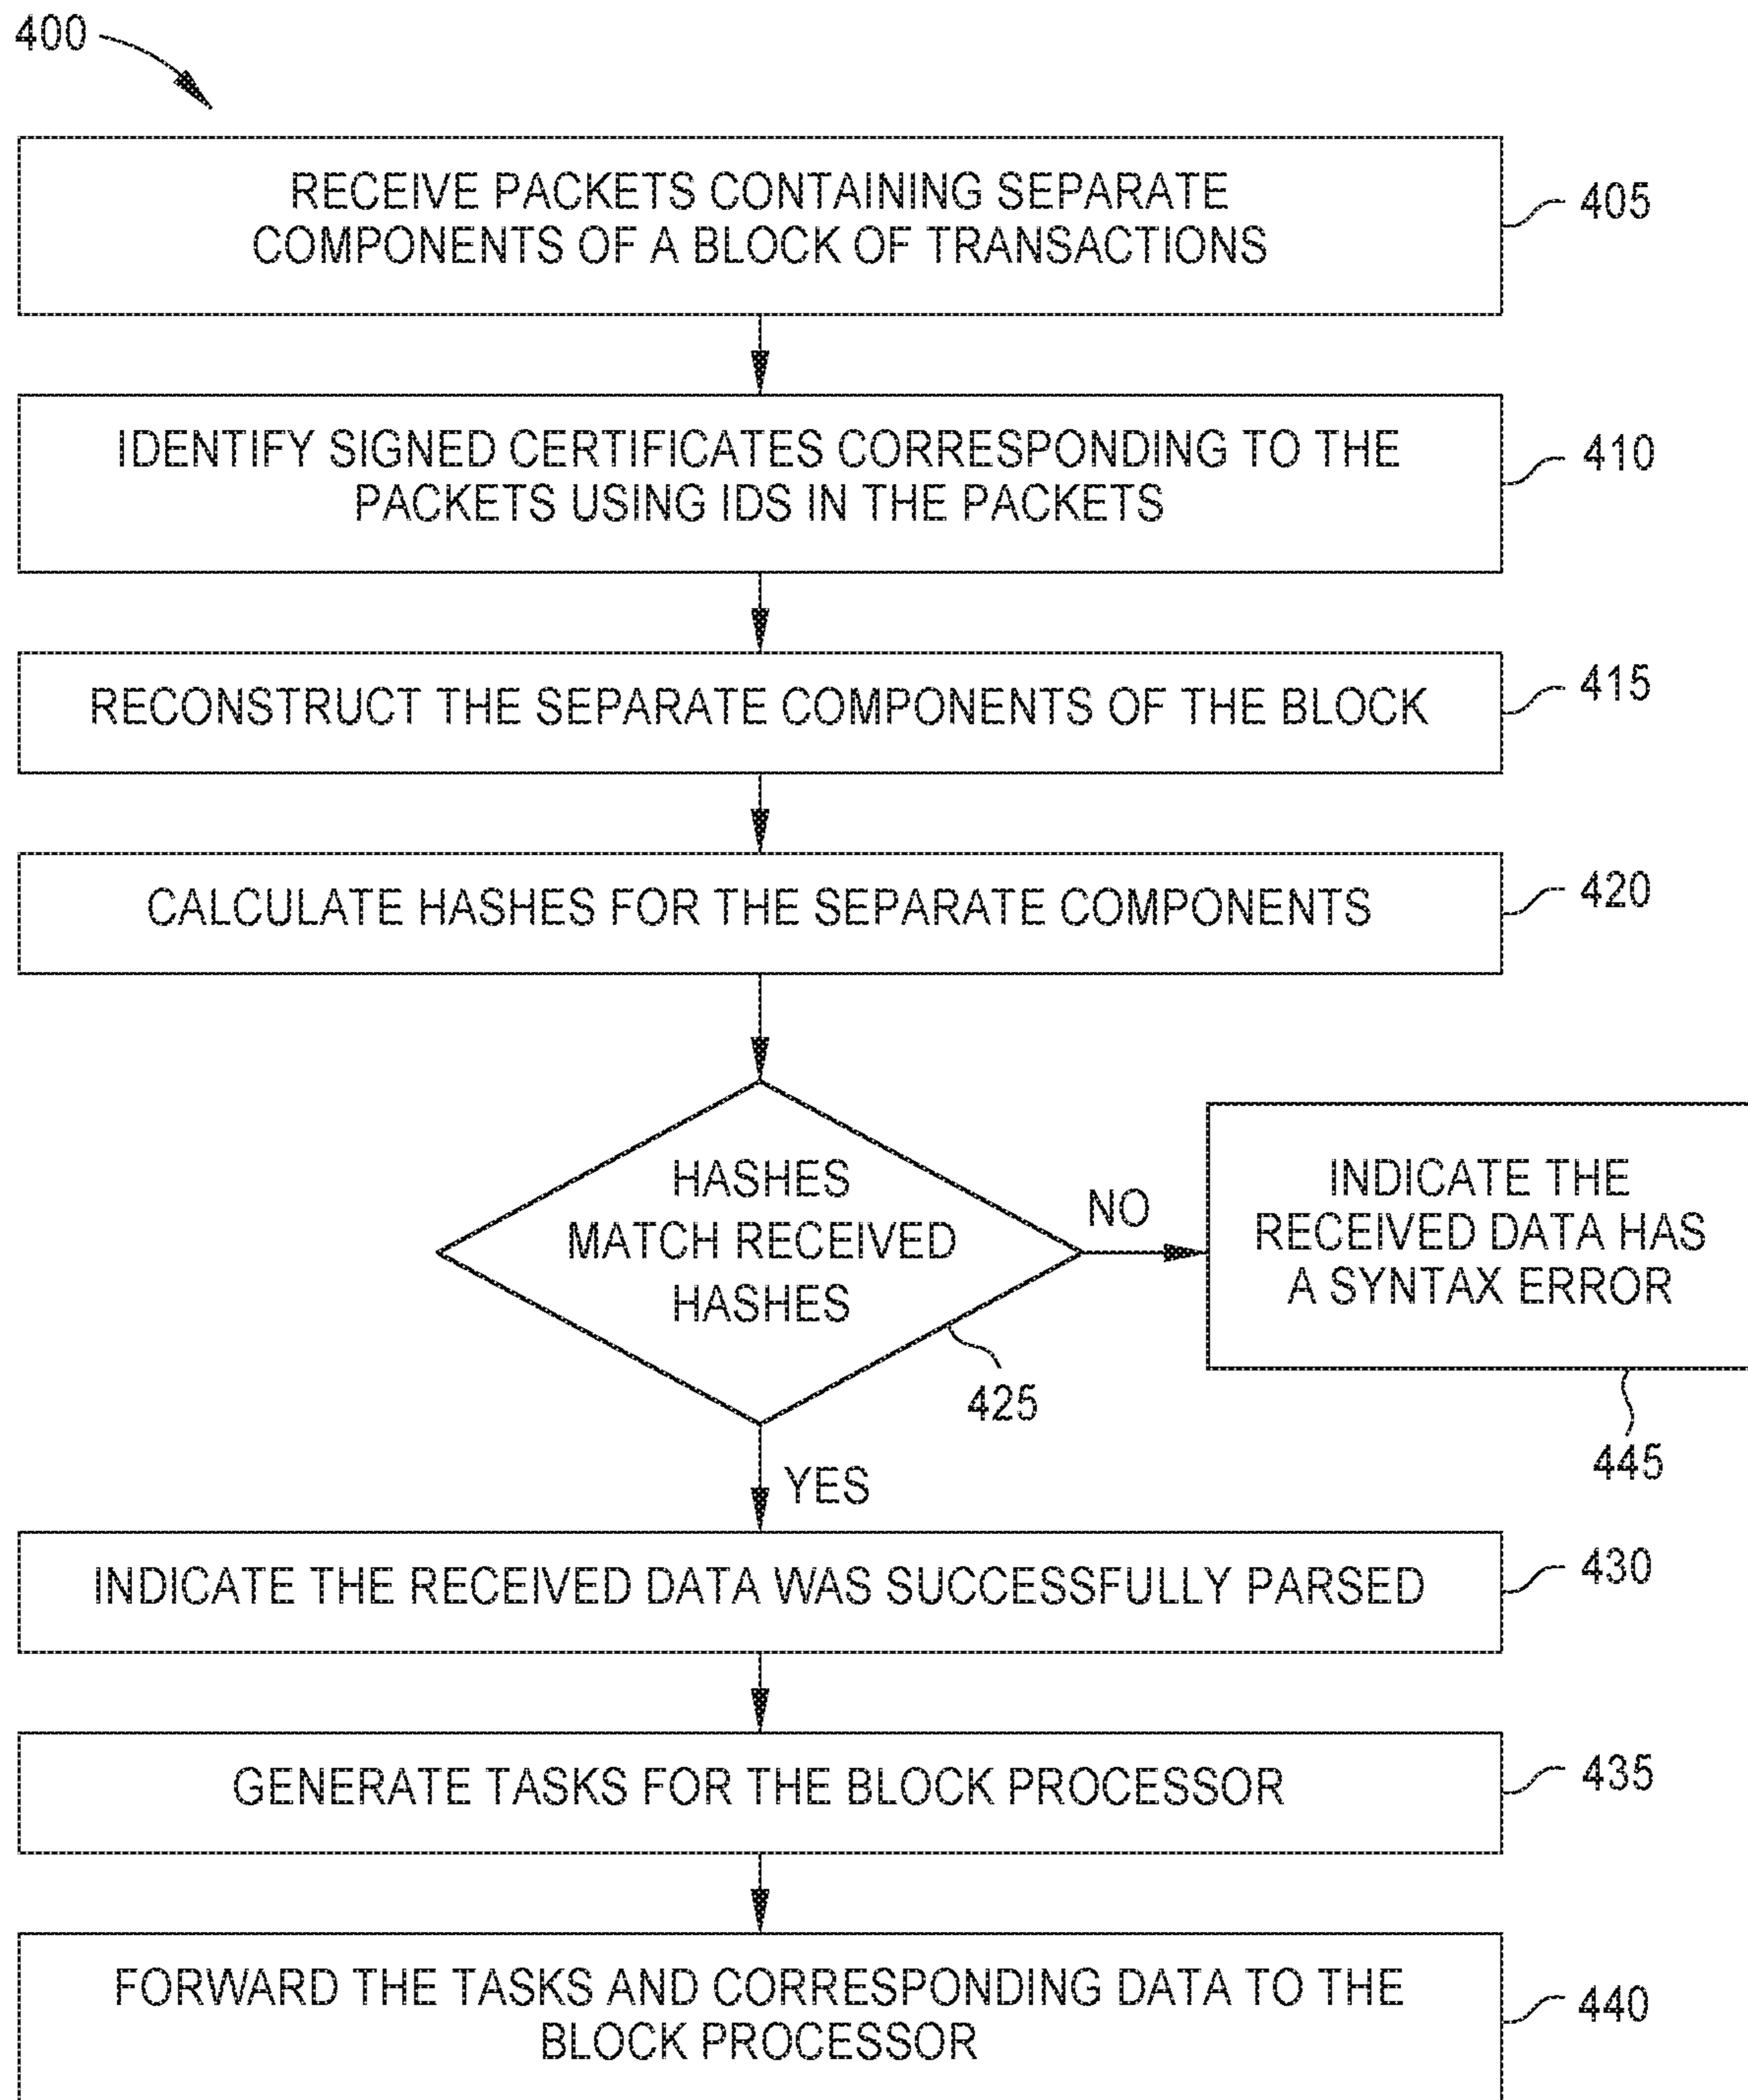 400
RECEIVE PACKETS CONTAINING SEPARATE
COMPONENTS OF A BLOCK OF TRANSACTIONS
405
IDENTIFY SIGNED CERTIFICATES CORRESPONDING TO THE
PACKETS USING IDS IN THE PACKETS
410
RECONSTRUCT THE SEPARATE COMPONENTS OF THE BLOCK
415
CALCULATE HASHES FOR THE SEPARATE COMPONENTS
420
HASHES
MATCH RECEIVED
HASHES
425
NO
INDICATE THE
RECEIVED DATA HAS
A SYNTAX ERROR
445
YES
INDICATE THE RECEIVED DATA WAS SUCCESSFULLY PARSED
430
GENERATE TASKS FOR THE BLOCK PROCESSOR
435
FORWARD THE TASKS AND CORRESPONDING DATA TO THE
BLOCK PROCESSOR
440